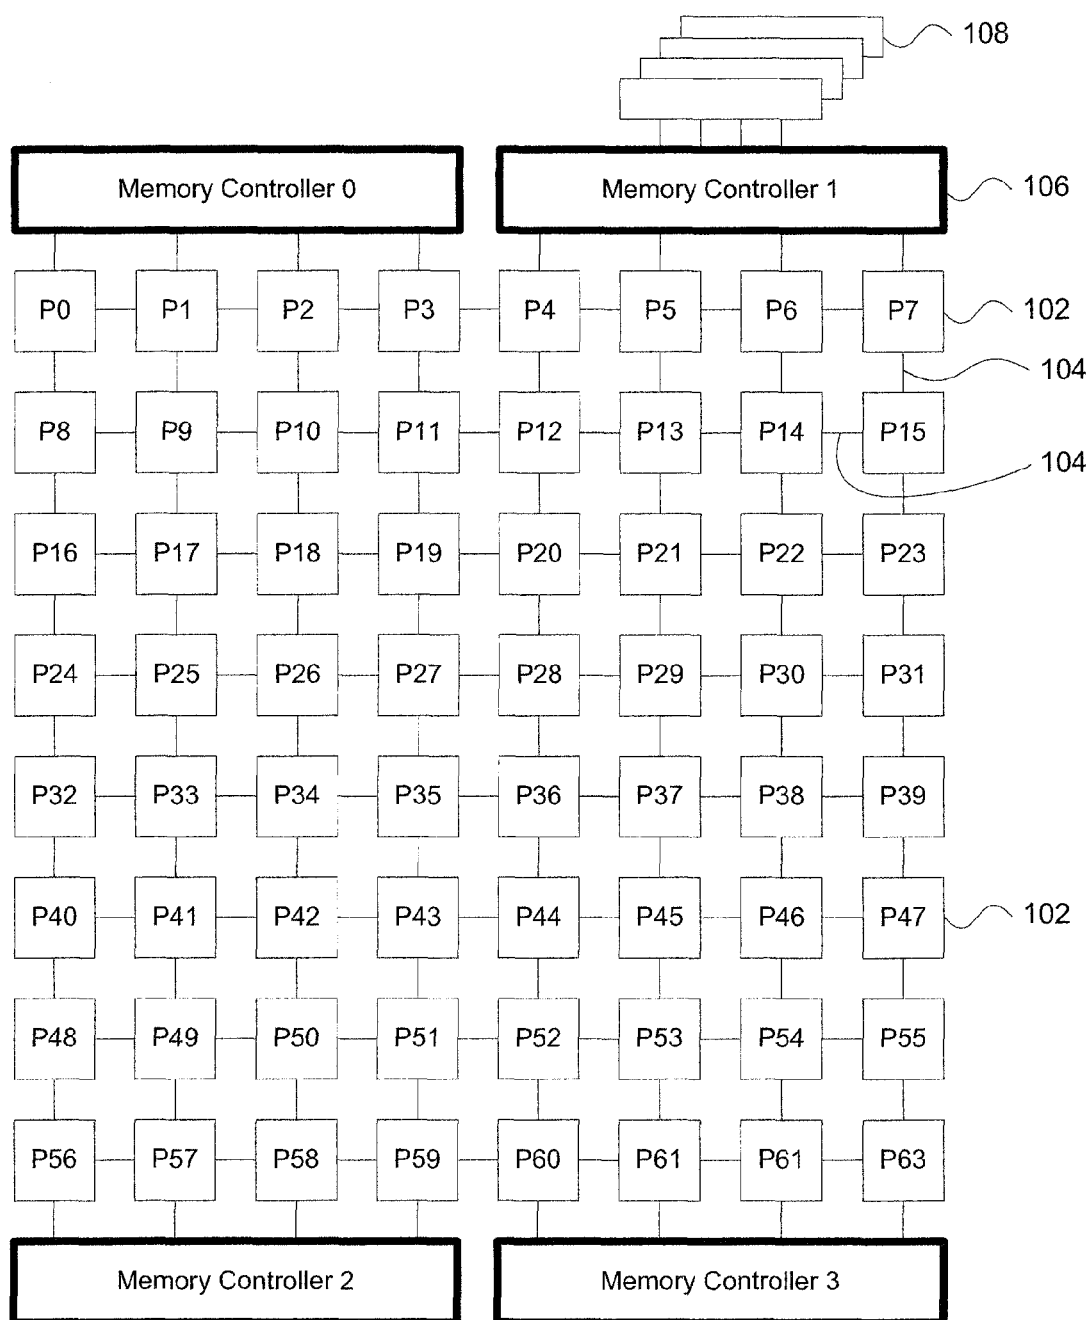 108
Memory Controller 0 Memory Controller 1 106
P0 P1 P2 P3 P4 P5 P6 P7 102
104
P8 P9 P10 P11 P12 P13 P14 P15
104
P16 P17 P18 P19 P20 P21 P22 P23
P24 P25 P26 P27 P28 P29 P30 P31
P32 P33 P34 P35 P36 P37 P38 P39
P40 P41 P42 P43 P44 P45 P46 P47 102
P48 P49 P50 P51 P52 P53 P54 P55
P56 P57 P58 P59 P60 P61 P61 P63
Memory Controller 2 Memory Controller 3